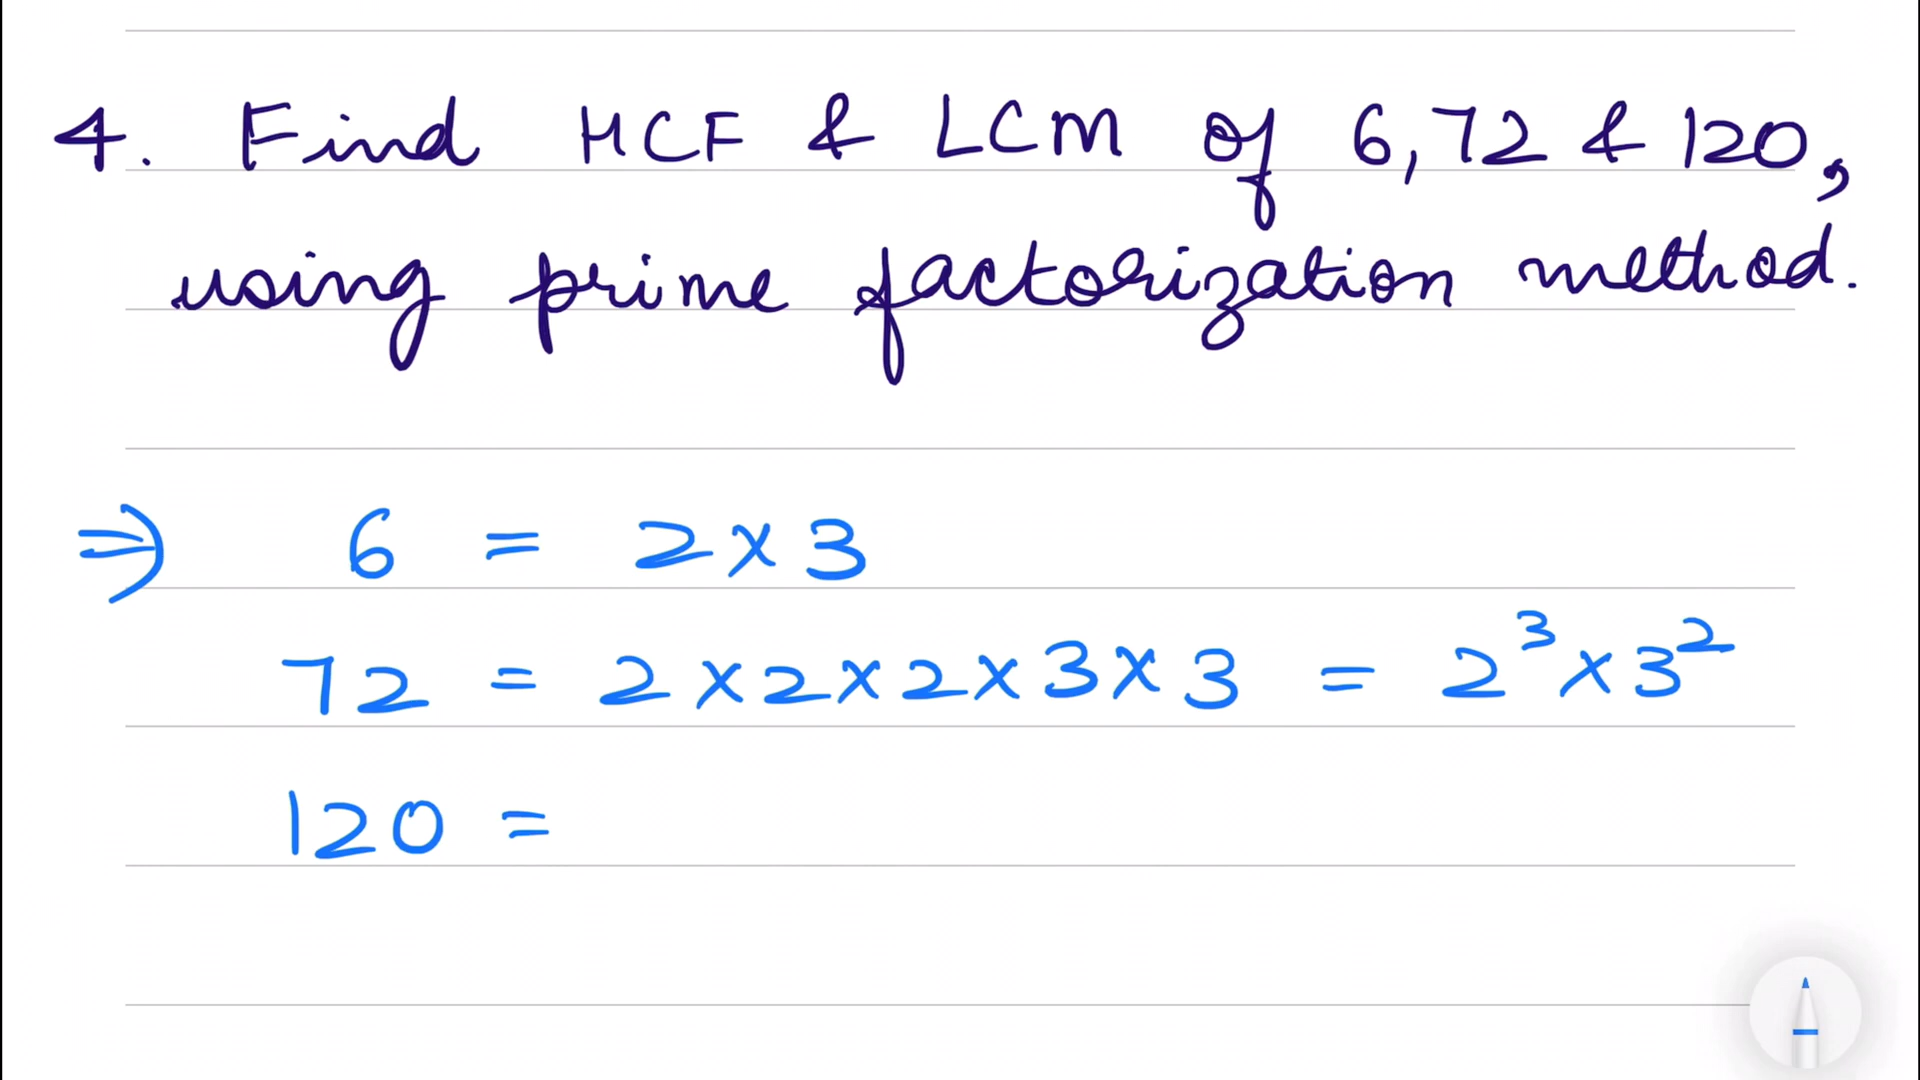 4. Find HCF & LCM of 6,72 & 120,
using prime factorization method.
⇒ 6 = 2×3
72 = 2×2×2×3×3 = 2³×3²
120 =